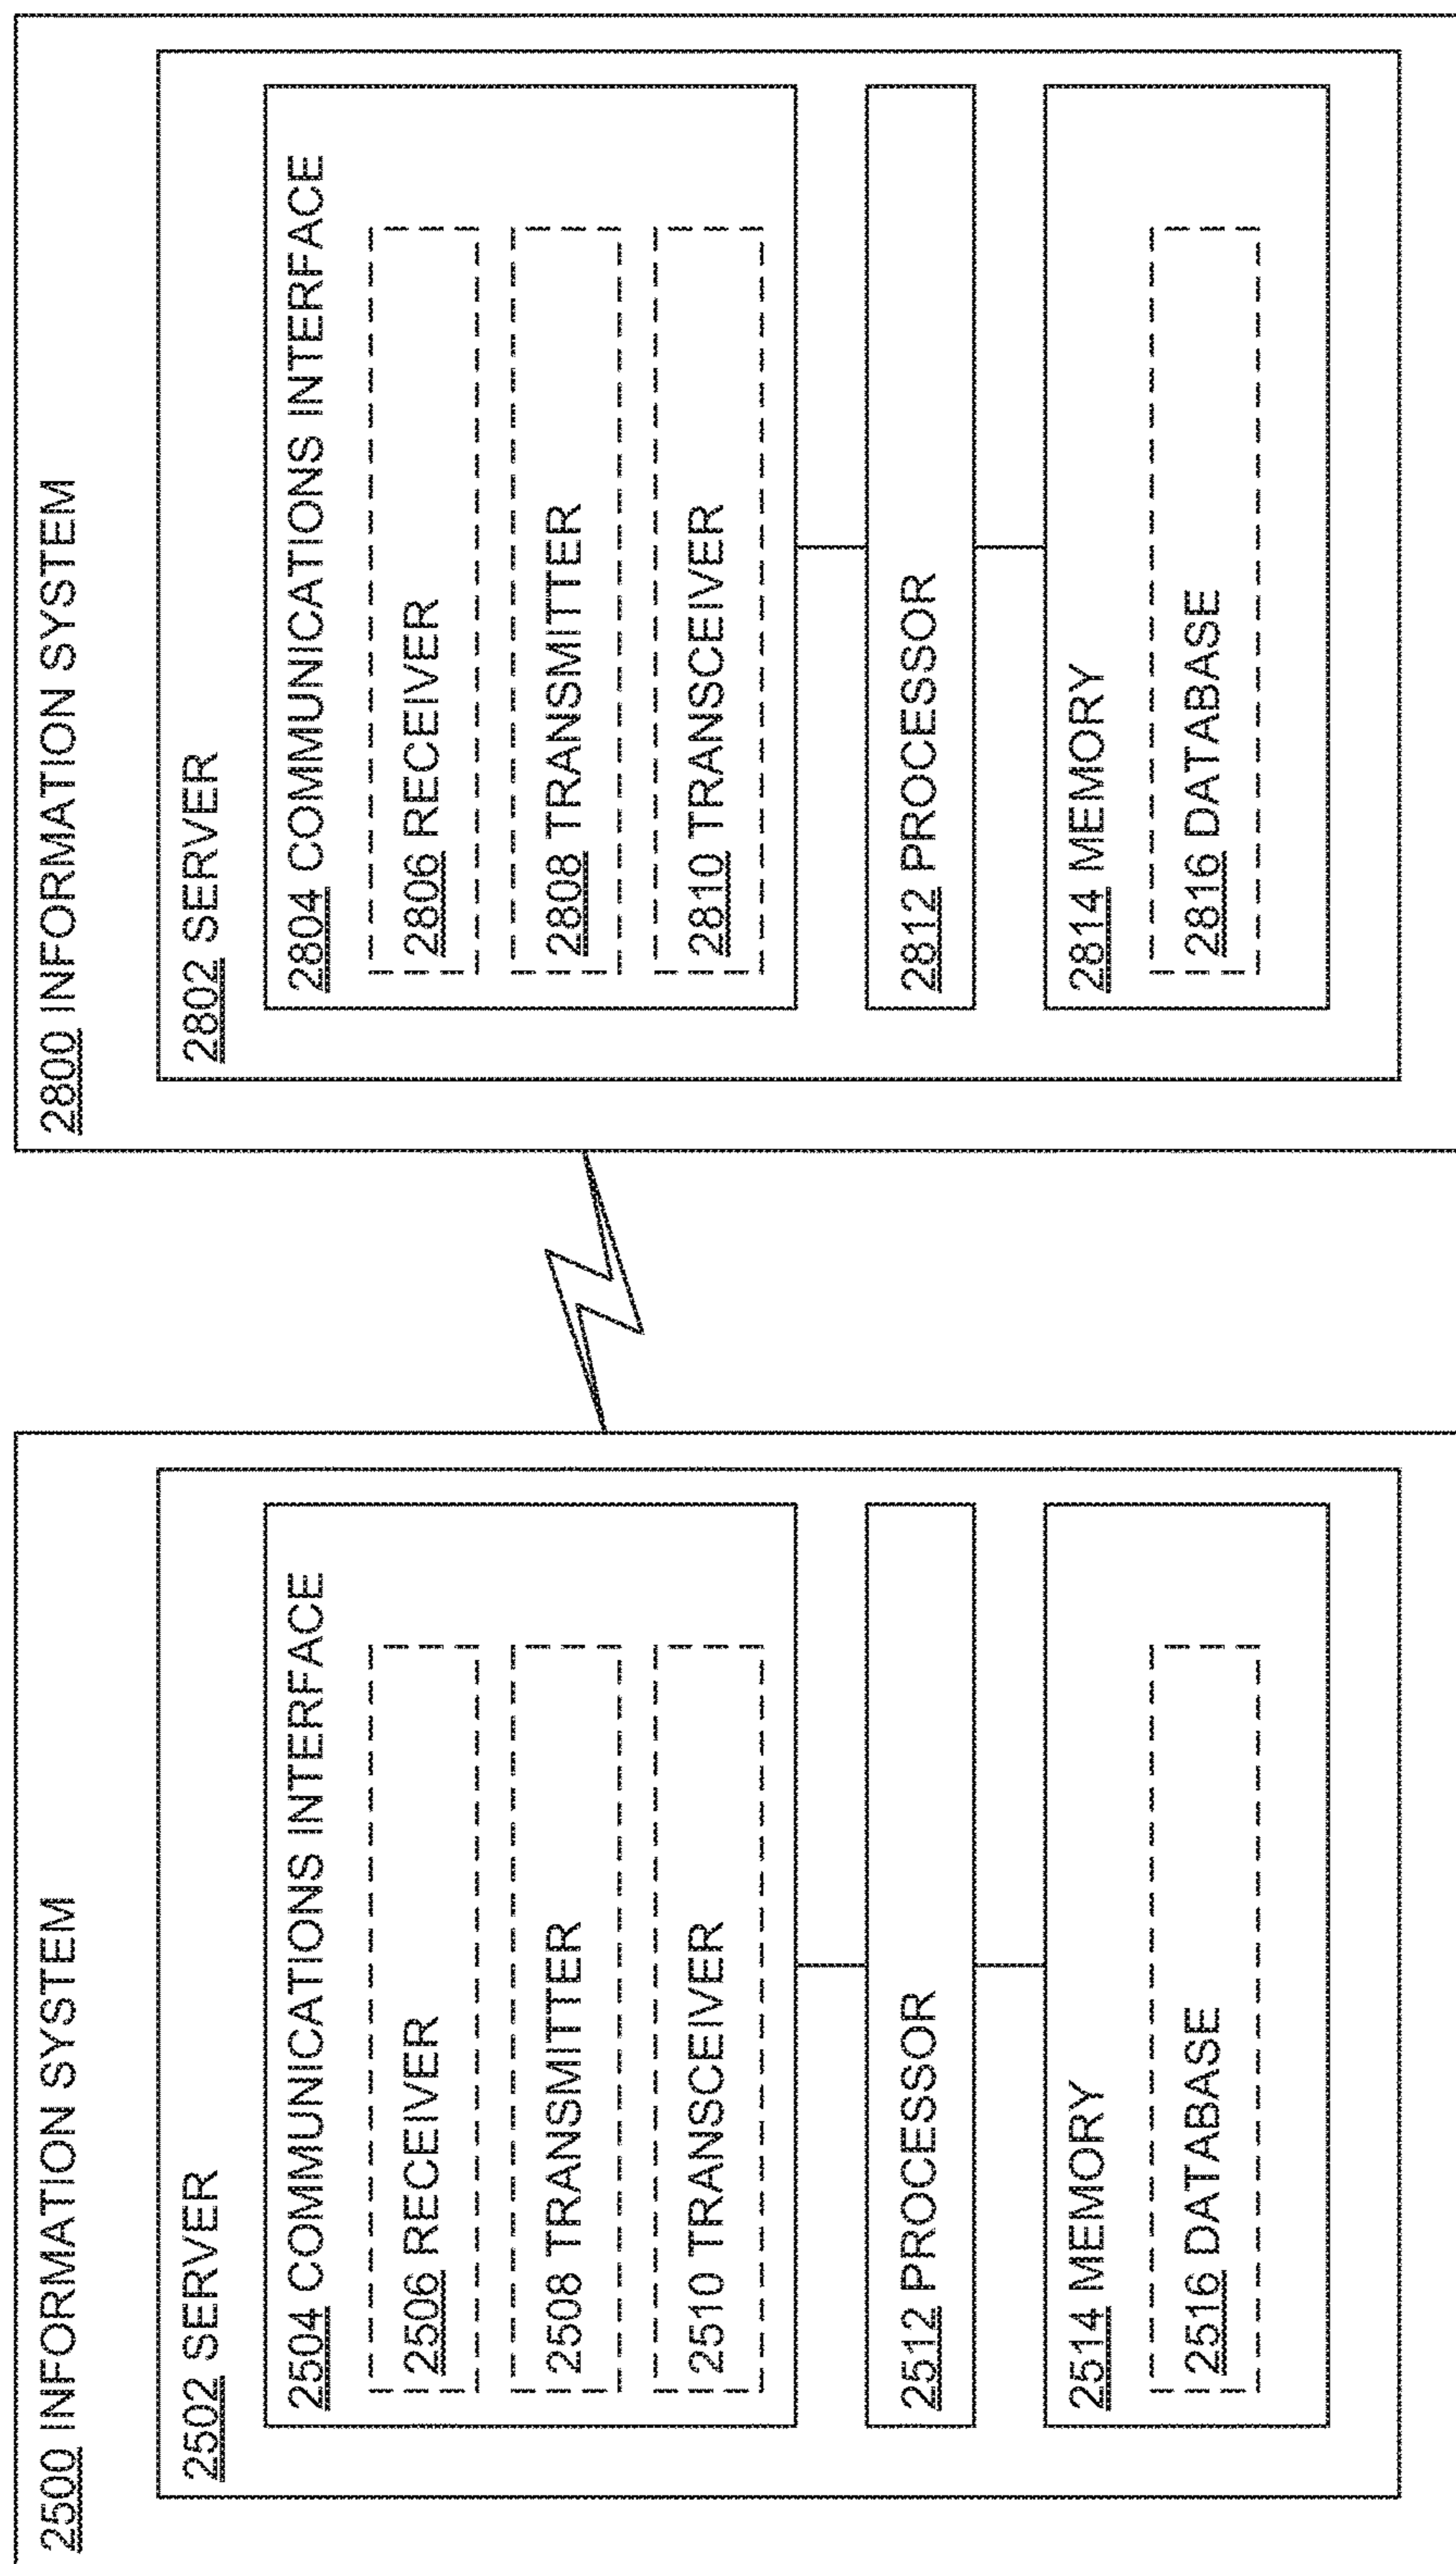 2500 INFORMATION SYSTEM
2502 SERVER
2504 COMMUNICATIONS INTERFACE
2506 RECEIVER
2508 TRANSMITTER
2510 TRANSCEIVER
2512 PROCESSOR
2514 MEMORY
2516 DATABASE
2800 INFORMATION SYSTEM
2802 SERVER
2804 COMMUNICATIONS INTERFACE
2806 RECEIVER
2808 TRANSMITTER
2810 TRANSCEIVER
2812 PROCESSOR
2814 MEMORY
2816 DATABASE